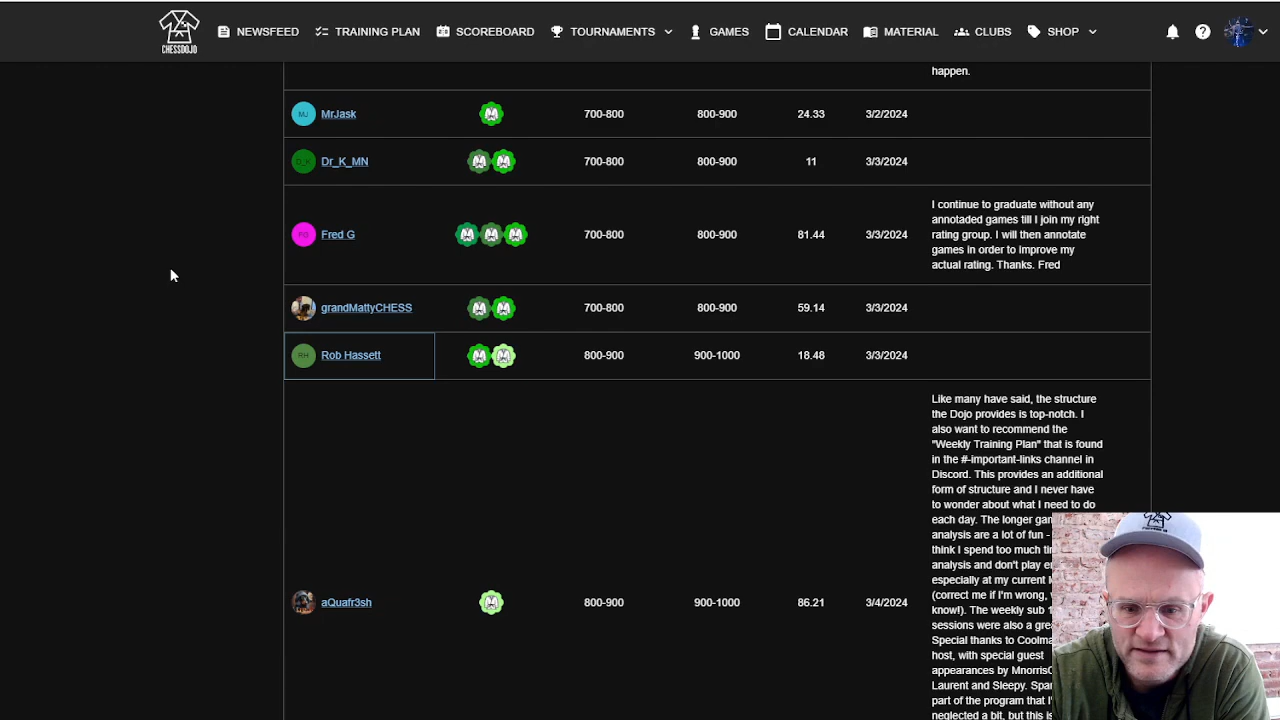 CHESSDOJO
NEWSFEED
TRAINING PLAN
SCOREBOARD
TOURNAMENTS
GAMES
CALENDAR
MATERIAL
CLUBS
SHOP
happen.
MJ MrJask 700-800 800-900 24.33 3/2/2024
Dr_K_MN 700-800 800-900 11 3/3/2024
FG Fred G 700-800 800-900 81.44 3/3/2024
I continue to graduate without any
annotaded games till I join my right
rating group. I will then annotate
games in order to improve my
actual rating. Thanks. Fred
grandMattyCHESS 700-800 800-900 59.14 3/3/2024
RH Rob Hassett 800-900 900-1000 18.48 3/3/2024
aQuafr3sh 800-900 900-1000 86.21 3/4/2024
Like many have said, the structure
the Dojo provides is top-notch. I
also want to recommend the
"Weekly Training Plan" that is found
in the #-important-links channel in
Discord. This provides an additional
form of structure and I never have
to wonder about what I need to do
each day. The longer
analysis are a lot of fun -
think I spend too much
analysis and don't play
especially at my current
(correct me if I'm wrong,
know!). The weekly sub
sessions were also a
Special thanks to
host, with special guest
appearances by
Laurent and Sleepy.
part of the program that
neglected a bit, but this is